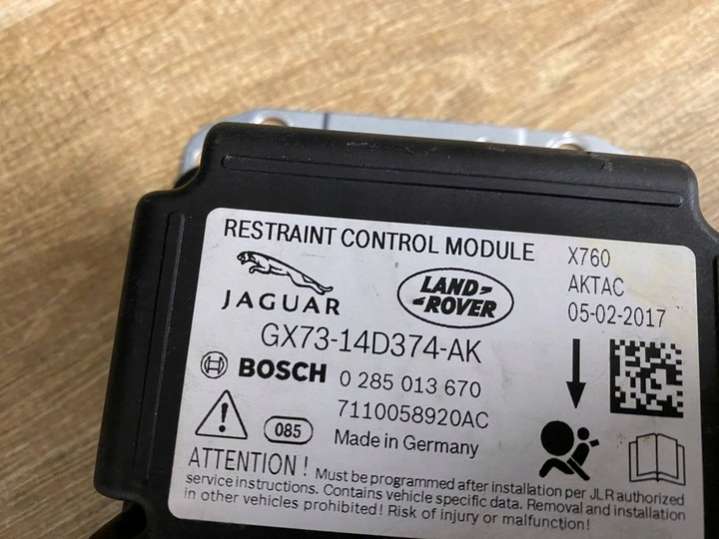 RESTRAINT CONTROL MODULE
X760
AKTAC
05-02-2017
JAGUAR
LAND-
-ROVER
GX73-14D374-AK
BOSCH 0 285 013 670
7110058920AC
085
Made in Germany
ATTENTION ! Must be programmed after installation per JLR authorized
service instructions. Contains vehicle specific data. Removal and installation
in other vehicles prohibited! Risk of injury or malfunction!